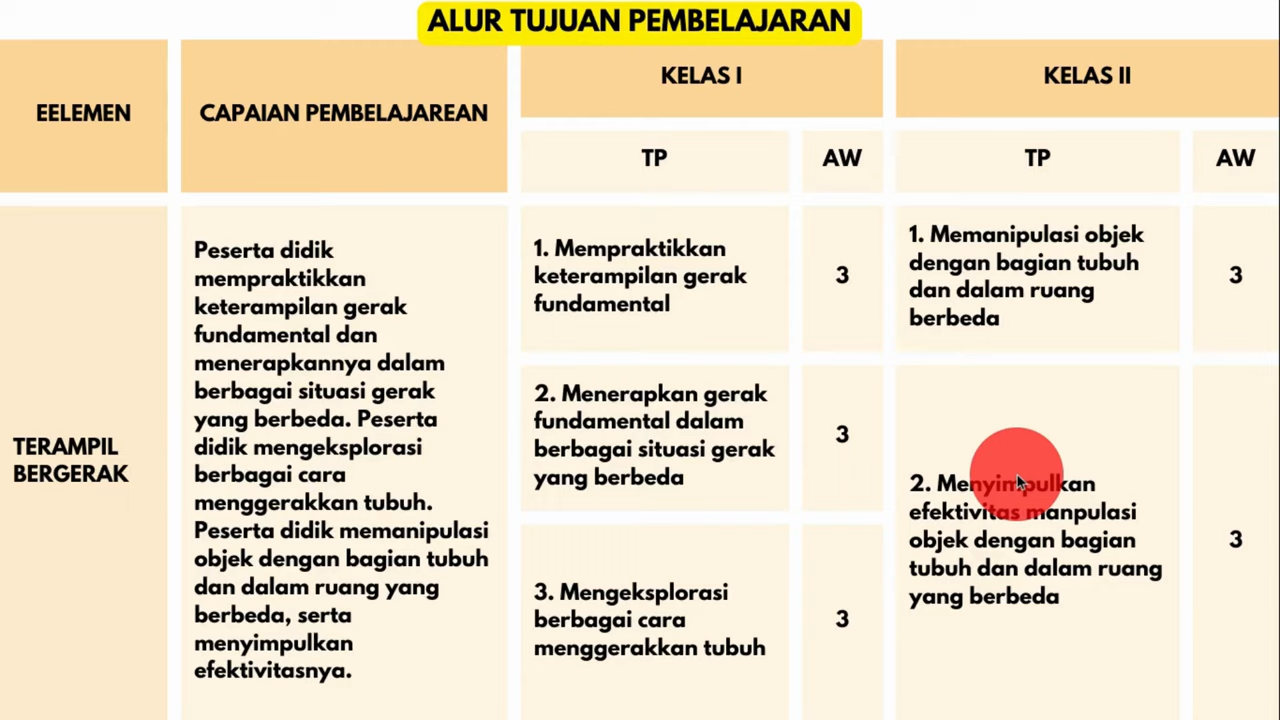 ALUR TUJUAN PEMBELAJARAN
EELEMEN
CAPAIAN PEMBELAJAREAN
KELAS I
KELAS II
TP
AW
TP
AW
TERAMPIL
BERGERAK
Peserta didik
mempraktikkan
keterampilan gerak
fundamental dan
menerapkannya dalam
berbagai situasi gerak
yang berbeda. Peserta
didik mengeksplorasi
berbagai cara
menggerakkan tubuh.
Peserta didik memanipulasi
objek dengan bagian tubuh
dan dalam ruang yang
berbeda, serta
menyimpulkan
efektivitasnya.
1. Mempraktikkan
keterampilan gerak
fundamental
3
1. Memanipulasi objek
dengan bagian tubuh
dan dalam ruang
berbeda
3
2. Menerapkan gerak
fundamental dalam
berbagai situasi gerak
yang berbeda
3
2. Menyimpulkan
efektivitas manpulasi
objek dengan bagian
tubuh dan dalam ruang
yang berbeda
3
3. Mengeksplorasi
berbagai cara
menggerakkan tubuh
3